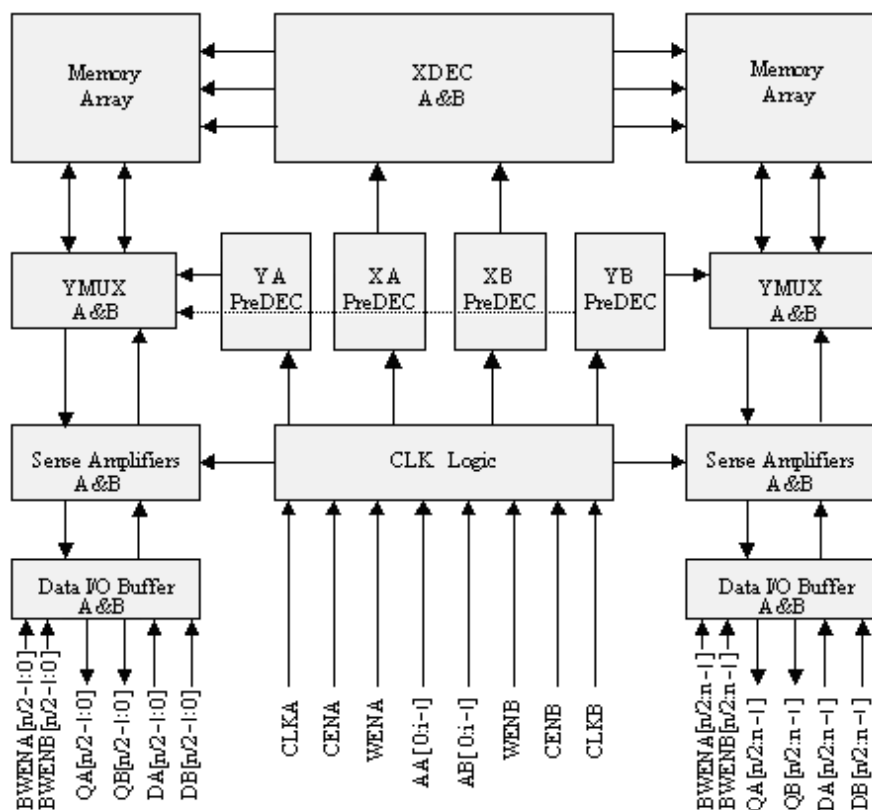 Memory
Array
XDEC
A&B
Memory
Array
YMUX
A&B
YA
PreDEC
XA
PreDEC
XB
PreDEC
YB
PreDEC
YMUX
A&B
Sense Amplifiers
A&B
CLK Logic
Sense Amplifiers
A&B
Data I/O Buffer
A&B
Data I/O Buffer
A&B
BWENA[n/2-1:0]
BWENB[n/2-1:0]
QA[n/2-1:0]
QB[n/2-1:0]
DA[n/2-1:0]
DB[n/2-1:0]
CLKA
CENA
WENA
AA[0:i-1]
AB[0:i-1]
WENB
CENB
CLKB
BWENA[n/2:n-1]
BWENB[n/2:n-1]
QA[n/2:n-1]
QB[n/2:n-1]
DA[n/2:n-1]
DB[n/2:n-1]